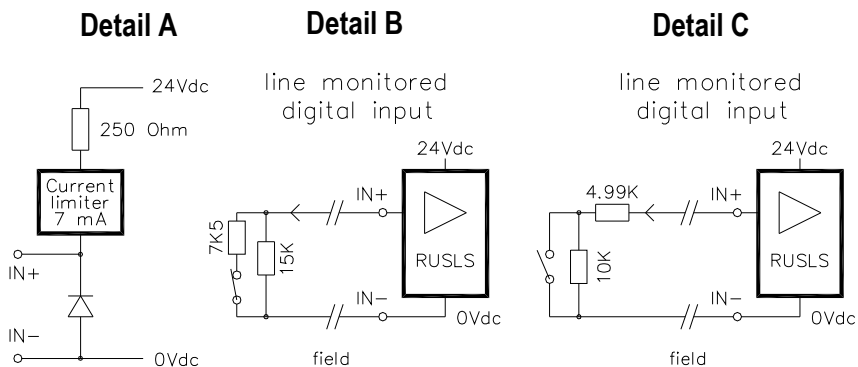 Detail A
24Vdc
250 Ohm
Current
limiter
7 mA
IN+
IN-
0Vdc
Detail B
line monitored
digital input
24Vdc
IN+
7K5
15K
RUSLS
IN-
0Vdc
field
Detail C
line monitored
digital input
24Vdc
4.99K
IN+
10K
RUSLS
IN-
0Vdc
field